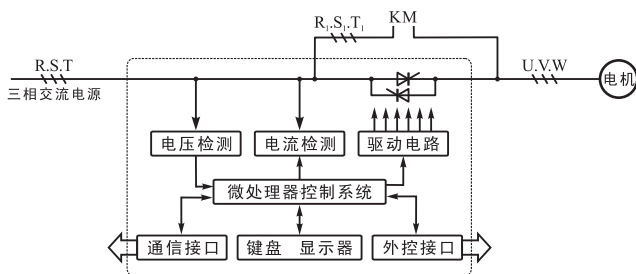 R₁.S₁.T₁ KM
R.S.T U.V.W
三相交流电源 电机
电压检测 电流检测 驱动电路
微处理器控制系统
通信接口 键盘 显示器 外控接口